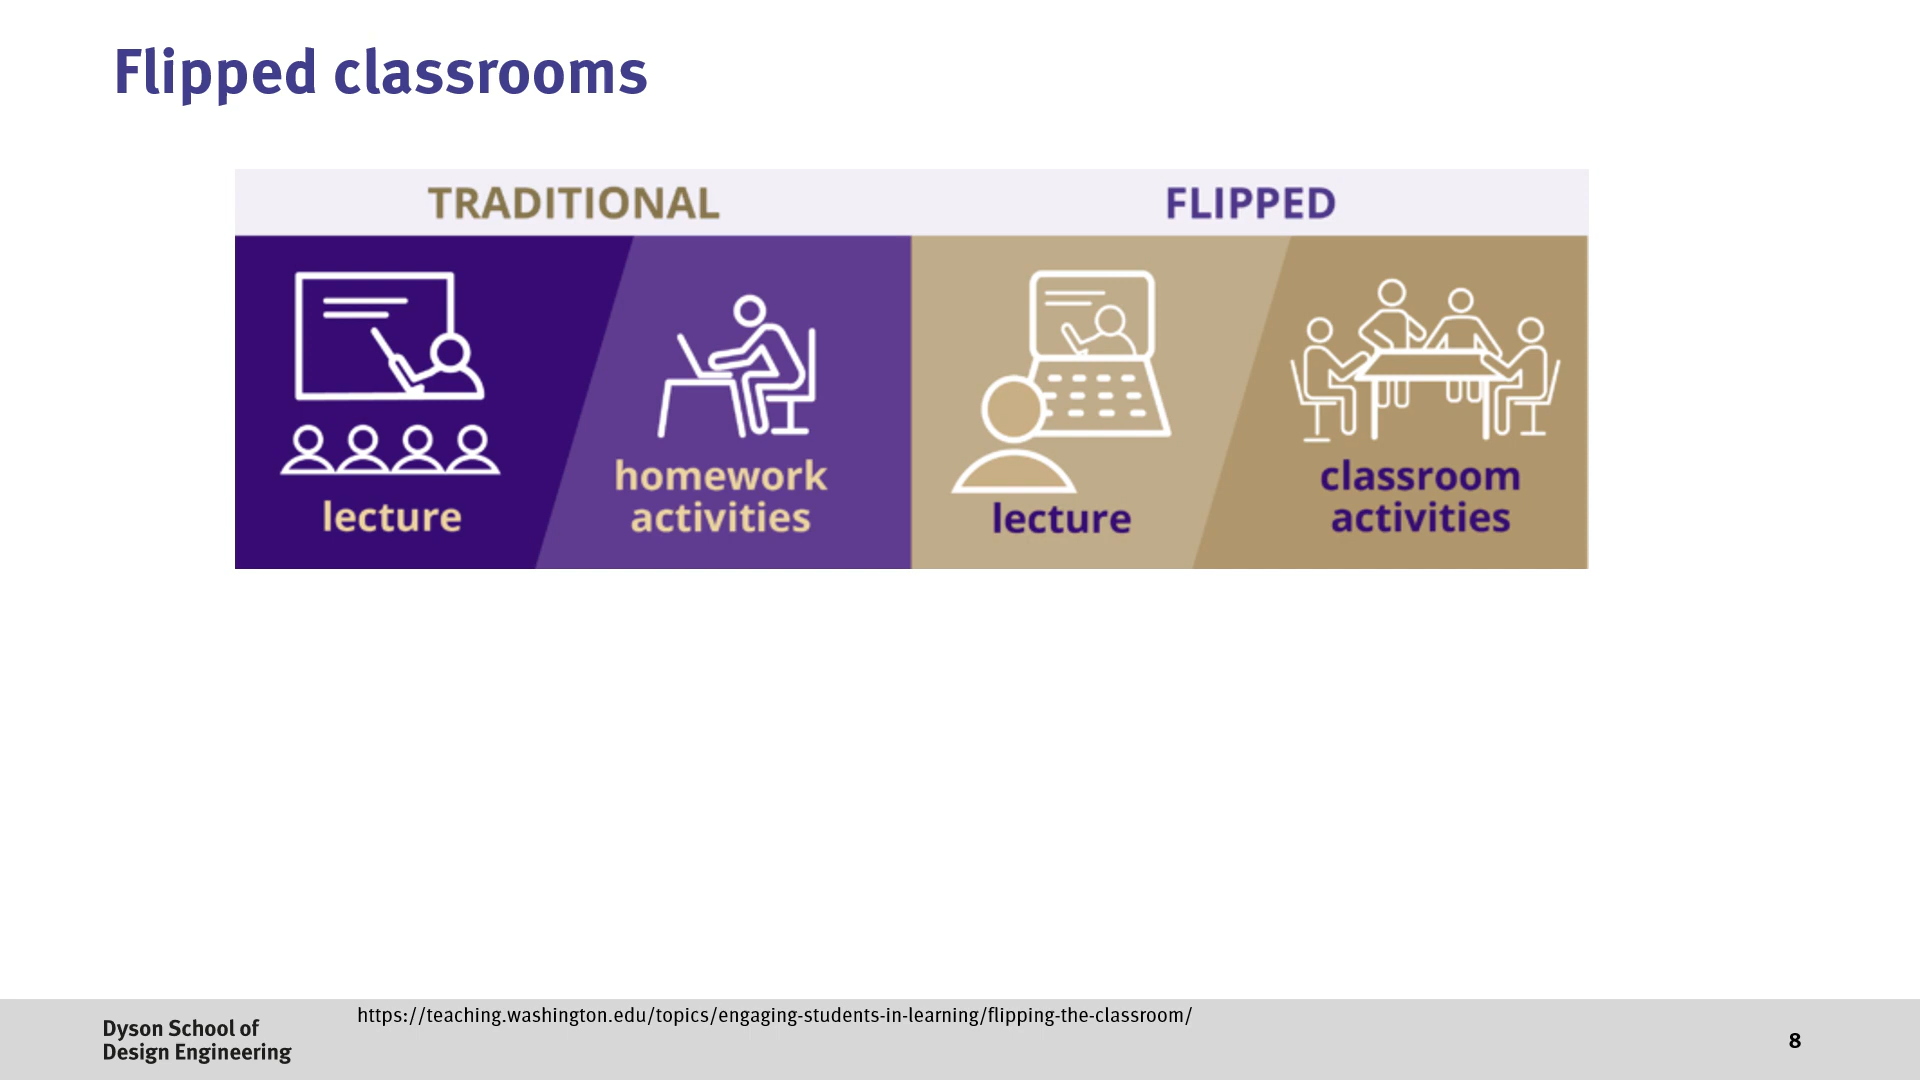 Flipped classrooms
TRADITIONAL
FLIPPED
lecture
homework
activities
lecture
classroom
activities
https://teaching.washington.edu/topics/engaging-students-in-learning/flipping-the-classroom/
Dyson School of
Design Engineering
8